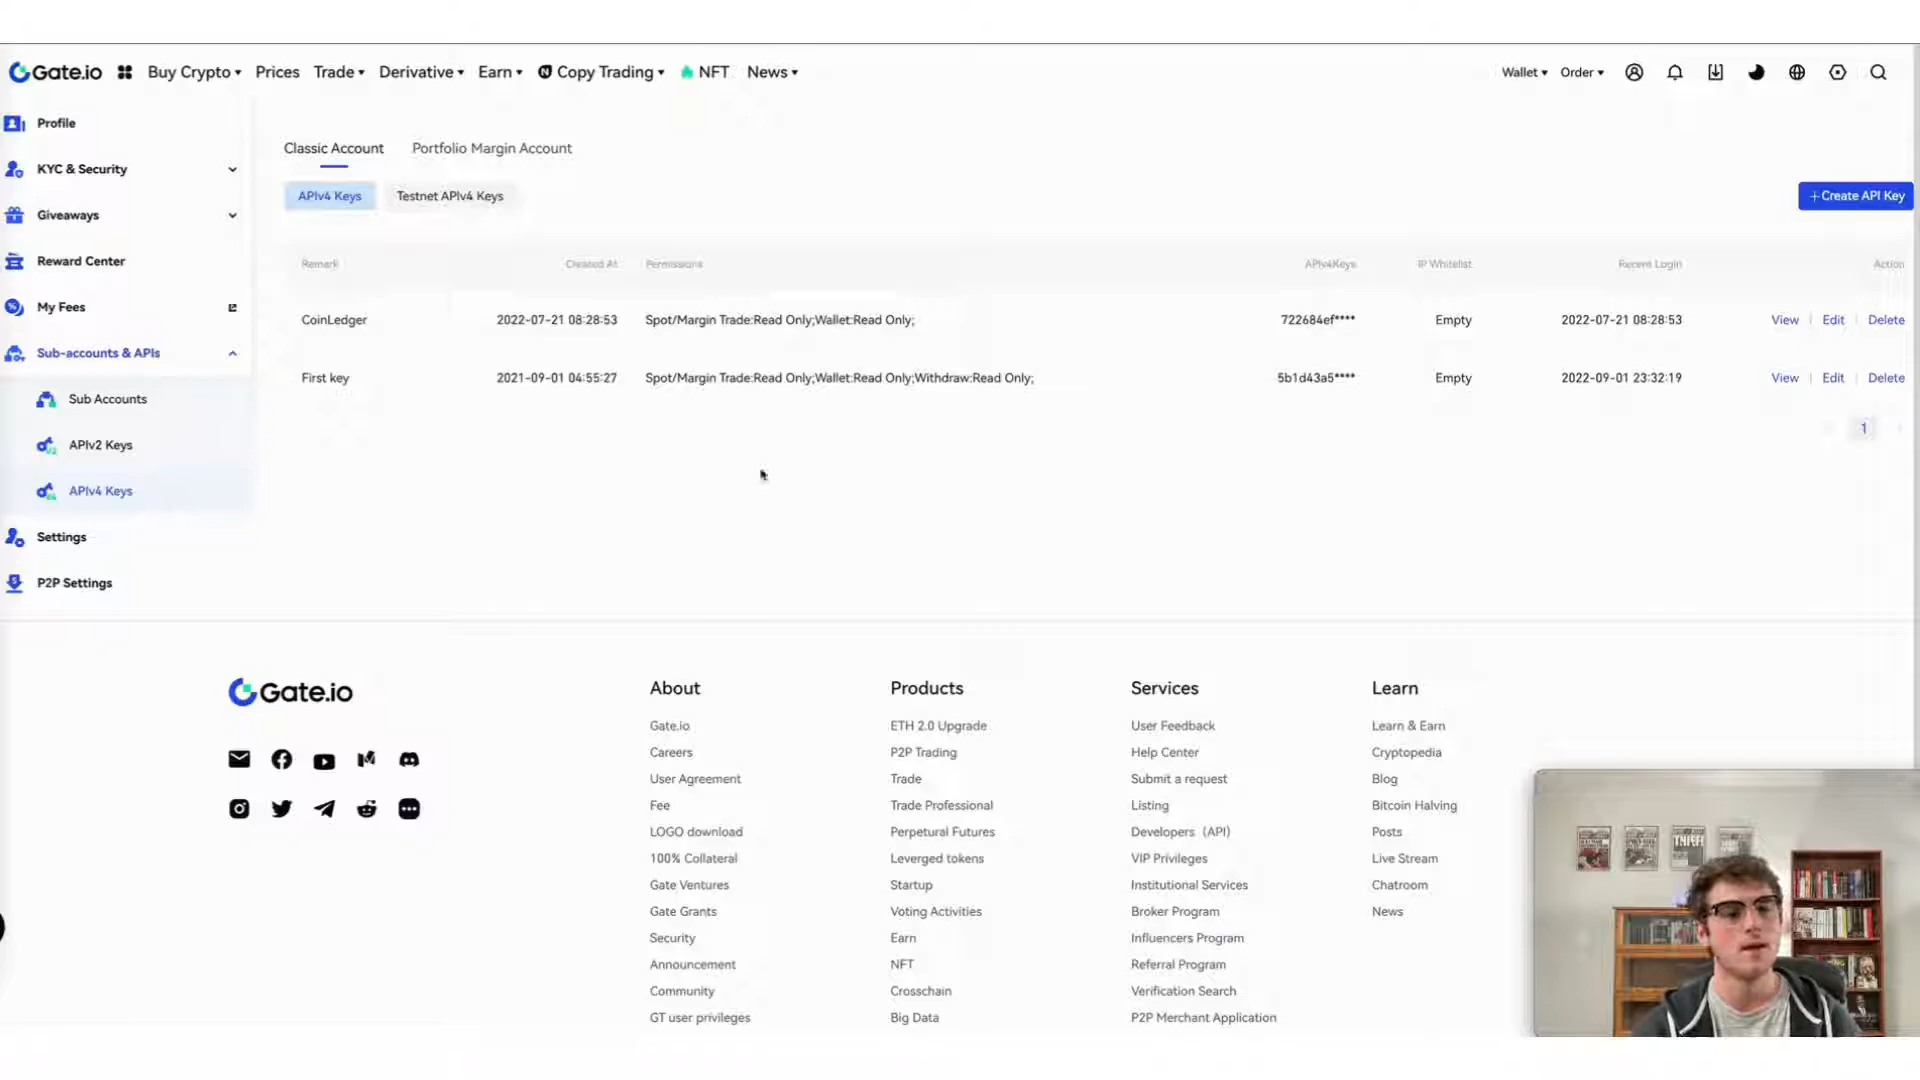 Gate.io Buy Crypto Prices Trade Derivative Earn Copy Trading NFT News Wallet Order
Profile
KYC & Security
Giveaways
Reward Center
My Fees
Sub-accounts & APIs
Sub Accounts
APIv2 Keys
APIv4 Keys
Settings
P2P Settings
Classic Account Portfolio Margin Account
APIv4 Keys Testnet APIv4 Keys +Create API Key
Remark Created At Permissions APIv4Keys IP Whitelist Recent Login Action
CoinLedger 2022-07-21 08:28:53 Spot/Margin Trade:Read Only;Wallet:Read Only; 722684ef**** Empty 2022-07-21 08:28:53 View | Edit | Delete
First key 2021-09-01 04:55:27 Spot/Margin Trade:Read Only;Wallet:Read Only;Withdraw:Read Only; 5b1d43a5**** Empty 2022-09-01 23:32:19 View | Edit | Delete
1
Gate.io
About
Gate.io
Careers
User Agreement
Fee
LOGO download
100% Collateral
Gate Ventures
Gate Grants
Security
Announcement
Community
GT user privileges
Products
ETH 2.0 Upgrade
P2P Trading
Trade
Trade Professional
Perpetual Futures
Leverged tokens
Startup
Voting Activities
Earn
NFT
Crosschain
Big Data
Services
User Feedback
Help Center
Submit a request
Listing
Developers（API）
VIP Privileges
Institutional Services
Broker Program
Influencers Program
Referral Program
Verification Search
P2P Merchant Application
Learn
Learn & Earn
Cryptopedia
Blog
Bitcoin Halving
Posts
Live Stream
Chatroom
News